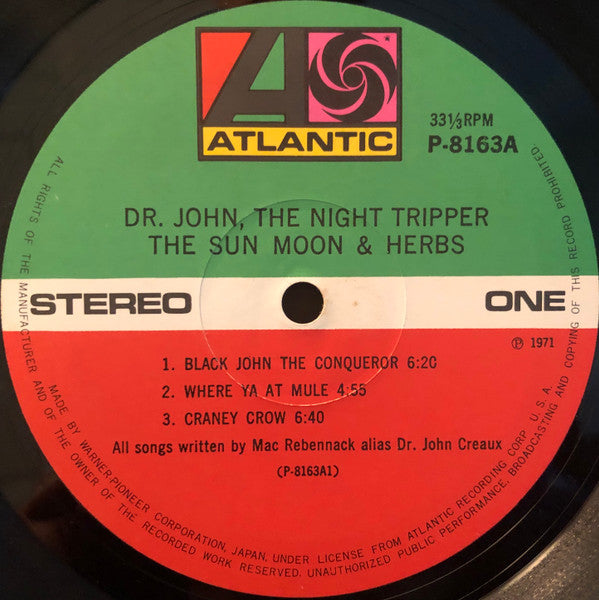 ATLANTIC
33⅓RPM
P-8163A
DR. JOHN, THE NIGHT TRIPPER
THE SUN MOON & HERBS
STEREO
ONE
Ⓟ 1971
1. BLACK JOHN THE CONQUEROR 6:20
2. WHERE YA AT MULE 4:55
3. CRANEY CROW 6:40
All songs written by Mac Rebennack alias Dr. John Creaux
(P-8163A1)
MADE BY WARNER-PIONEER CORPORATION, JAPAN, UNDER LICENSE FROM ATLANTIC RECORDING CORP. U.S.A.
ALL RIGHTS OF THE MANUFACTURER AND OF THE OWNER OF THE RECORDED WORK RESERVED. UNAUTHORIZED PUBLIC PERFORMANCE, BROADCASTING AND COPYING OF THIS RECORD PROHIBITED.